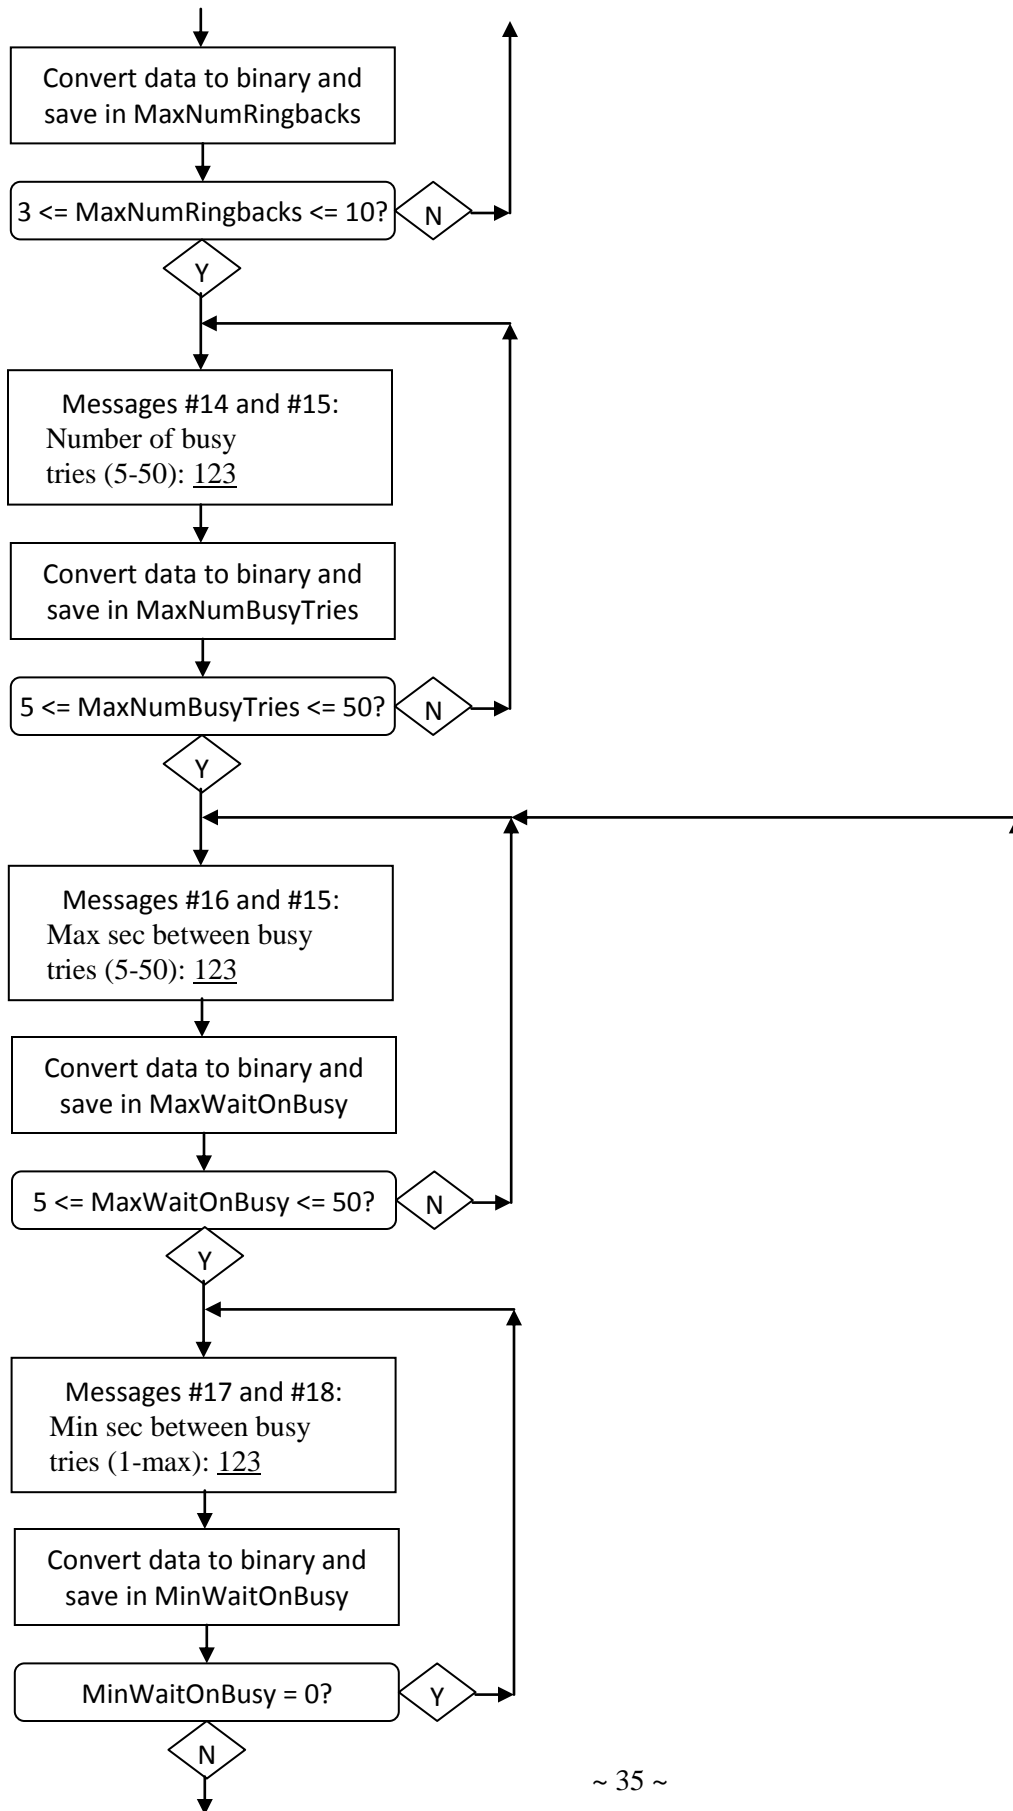 Convert data to binary and
save in MaxNumRingbacks
3 <= MaxNumRingbacks <= 10?
N
Y
Messages #14 and #15:
Number of busy
tries (5-50): 123
Convert data to binary and
save in MaxNumBusyTries
5 <= MaxNumBusyTries <= 50?
N
Y
Messages #16 and #15:
Max sec between busy
tries (5-50): 123
Convert data to binary and
save in MaxWaitOnBusy
5 <= MaxWaitOnBusy <= 50?
N
Y
Messages #17 and #18:
Min sec between busy
tries (1-max): 123
Convert data to binary and
save in MinWaitOnBusy
MinWaitOnBusy = 0?
Y
N
~ 35 ~